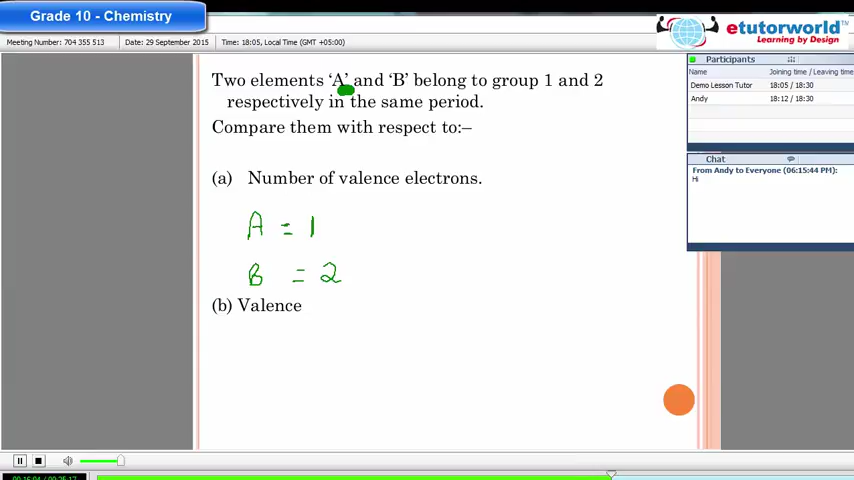 Grade 10 - Chemistry
Meeting Number: 704 355 513
Date: 29 September 2015
Time: 18:05, Local Time (GMT +05:00)
etutorworld
Learning by Design
Participants
Name
Joining time / Leaving time
Demo Lesson Tutor
18:05 / 18:30
Andy
18:12 / 18:30
Chat
From Andy to Everyone (06:15:44 PM):
Hi
Two elements ‘A’ and ‘B’ belong to group 1 and 2
respectively in the same period.
Compare them with respect to:–
(a) Number of valence electrons.
A = 1
B = 2
(b) Valence